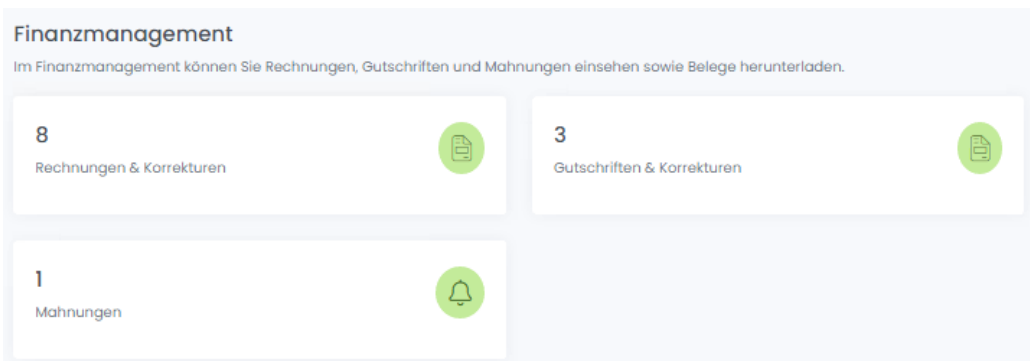 Finanzmanagement
Im Finanzmanagement können Sie Rechnungen, Gutschriften und Mahnungen einsehen sowie Belege herunterladen.
8
Rechnungen & Korrekturen
3
Gutschriften & Korrekturen
1
Mahnungen